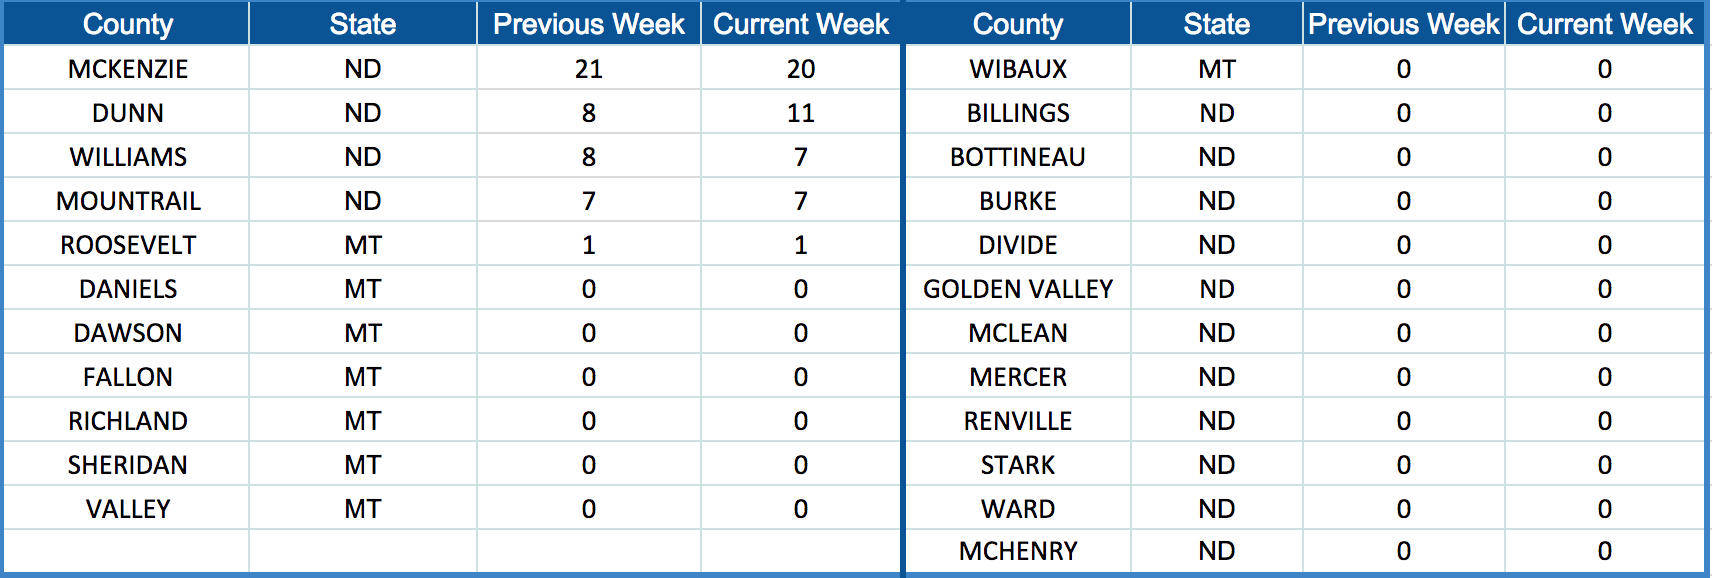 County State Previous Week Current Week County State Previous Week Current Week
MCKENZIE ND 21 20 WIBAUX MT 0 0
DUNN ND 8 11 BILLINGS ND 0 0
WILLIAMS ND 8 7 BOTTINEAU ND 0 0
MOUNTRAIL ND 7 7 BURKE ND 0 0
ROOSEVELT MT 1 1 DIVIDE ND 0 0
DANIELS MT 0 0 GOLDEN VALLEY ND 0 0
DAWSON MT 0 0 MCLEAN ND 0 0
FALLON MT 0 0 MERCER ND 0 0
RICHLAND MT 0 0 RENVILLE ND 0 0
SHERIDAN MT 0 0 STARK ND 0 0
VALLEY MT 0 0 WARD ND 0 0
MCHENRY ND 0 0